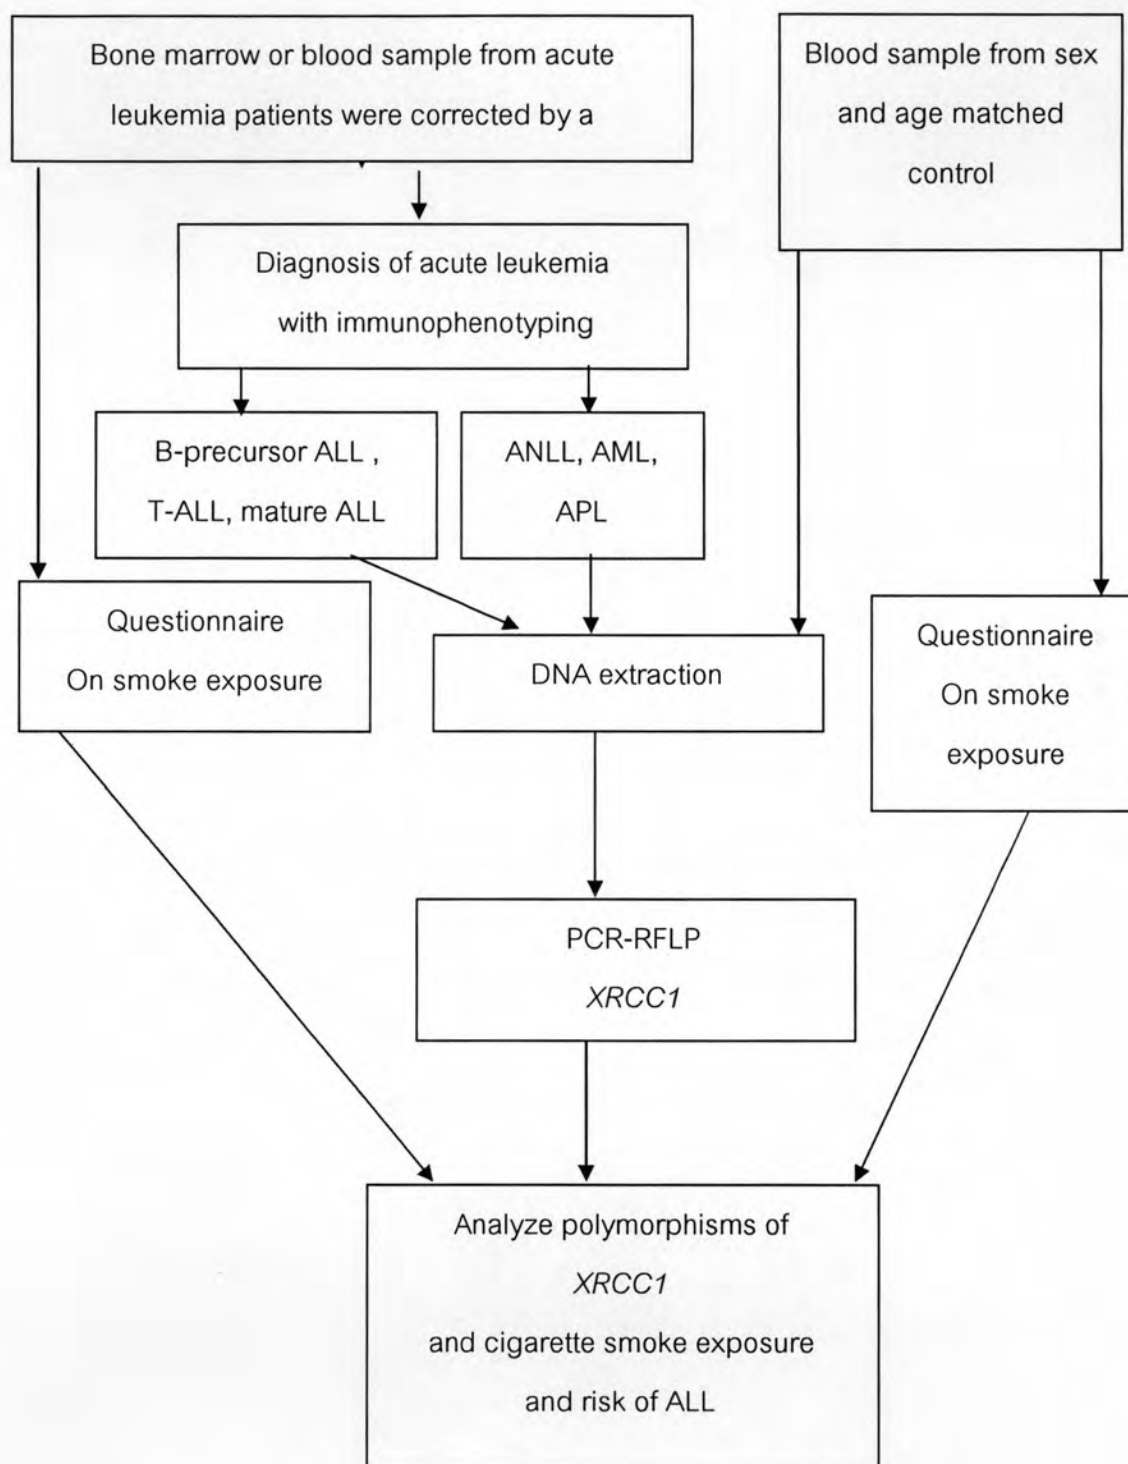 Bone marrow or blood sample from acute
leukemia patients were corrected by a
Blood sample from sex
and age matched
control
Diagnosis of acute leukemia
with immunophenotyping
B-precursor ALL ,
T-ALL, mature ALL
ANLL, AML,
APL
Questionnaire
On smoke exposure
DNA extraction
Questionnaire
On smoke
exposure
PCR-RFLP
XRCC1
Analyze polymorphisms of
XRCC1
and cigarette smoke exposure
and risk of ALL